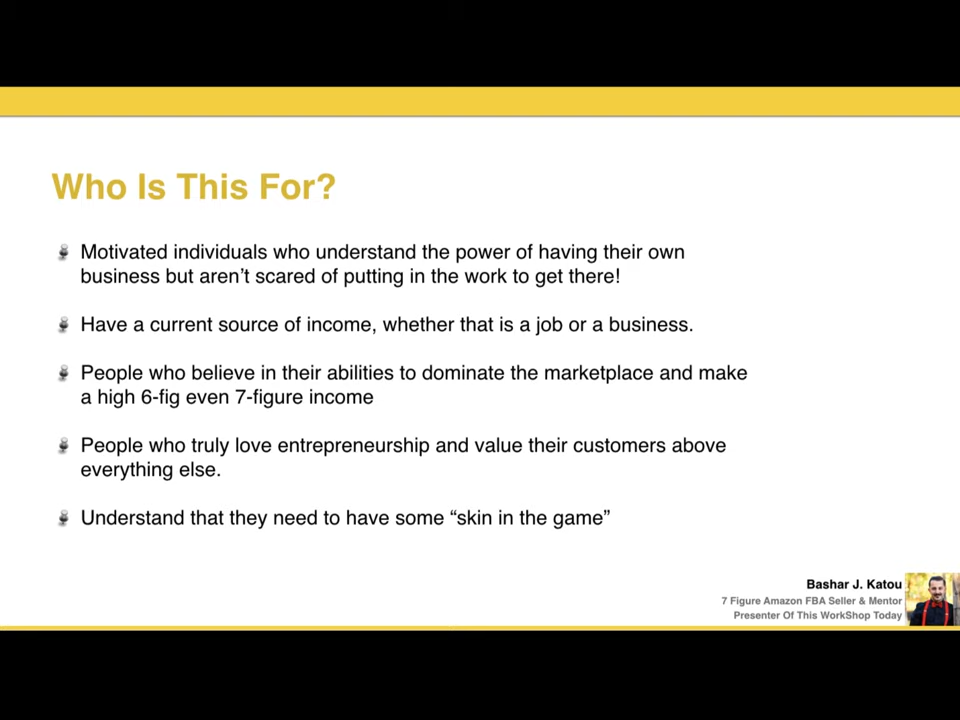 Who Is This For?
Motivated individuals who understand the power of having their own
business but aren’t scared of putting in the work to get there!
Have a current source of income, whether that is a job or a business.
People who believe in their abilities to dominate the marketplace and make
a high 6-fig even 7-figure income
People who truly love entrepreneurship and value their customers above
everything else.
Understand that they need to have some “skin in the game”
Bashar J. Katou
7 Figure Amazon FBA Seller & Mentor
Presenter Of This WorkShop Today